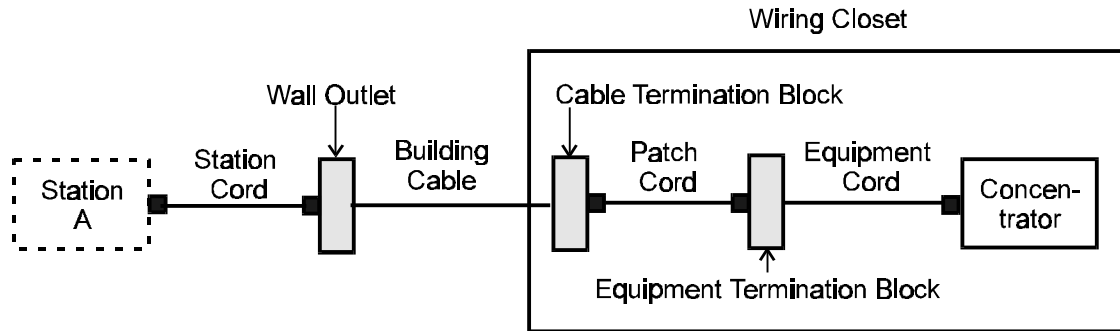 Wiring Closet
Wall Outlet
Cable Termination Block
Station
Cord
Building
Cable
Patch
Cord
Equipment
Cord
Station
A
Concen-
trator
Equipment Termination Block